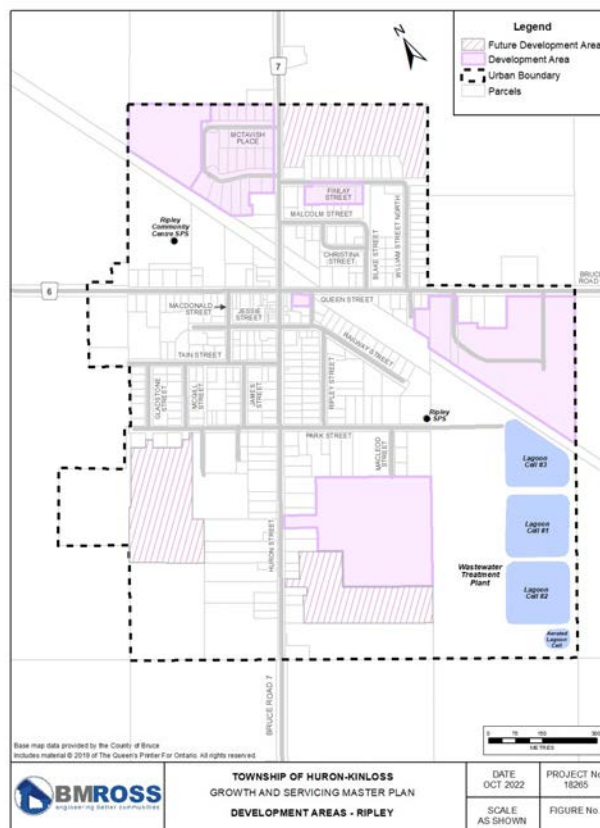 N
Legend
Future Development Area
Development Area
Urban Boundary
Parcels
7
MCTAVISH
PLACE
FINLAY
STREET
MALCOLM STREET
Ripley
Community
Centre SPS
CHRISTINA
STREET
BLAKE STREET
WILLIAM STREET NORTH
6
BRUCE
ROAD
MACDONALD
STREET
JESSIE
STREET
QUEEN STREET
RAILWAY STREET
TAIN STREET
GLADSTONE
STREET
MCGILL
STREET
JAMES
STREET
RIPLEY STREET
Ripley
SPS
PARK STREET
MACLEOD
STREET
Lagoon
Cell #3
Lagoon
Cell #1
Wastewater
Treatment
Plant
Lagoon
Cell #2
Aerated
Lagoon
Cell
HURON STREET
BRUCE ROAD 7
0 75 150 300
METRES
Base map data provided by the County of Bruce
Includes material © 2019 of The Queen's Printer For Ontario. All rights reserved.
BMROSS
engineering better communities
TOWNSHIP OF HURON-KINLOSS
GROWTH AND SERVICING MASTER PLAN
DEVELOPMENT AREAS - RIPLEY
DATE
OCT 2022
PROJECT No
18265
SCALE
AS SHOWN
FIGURE No.